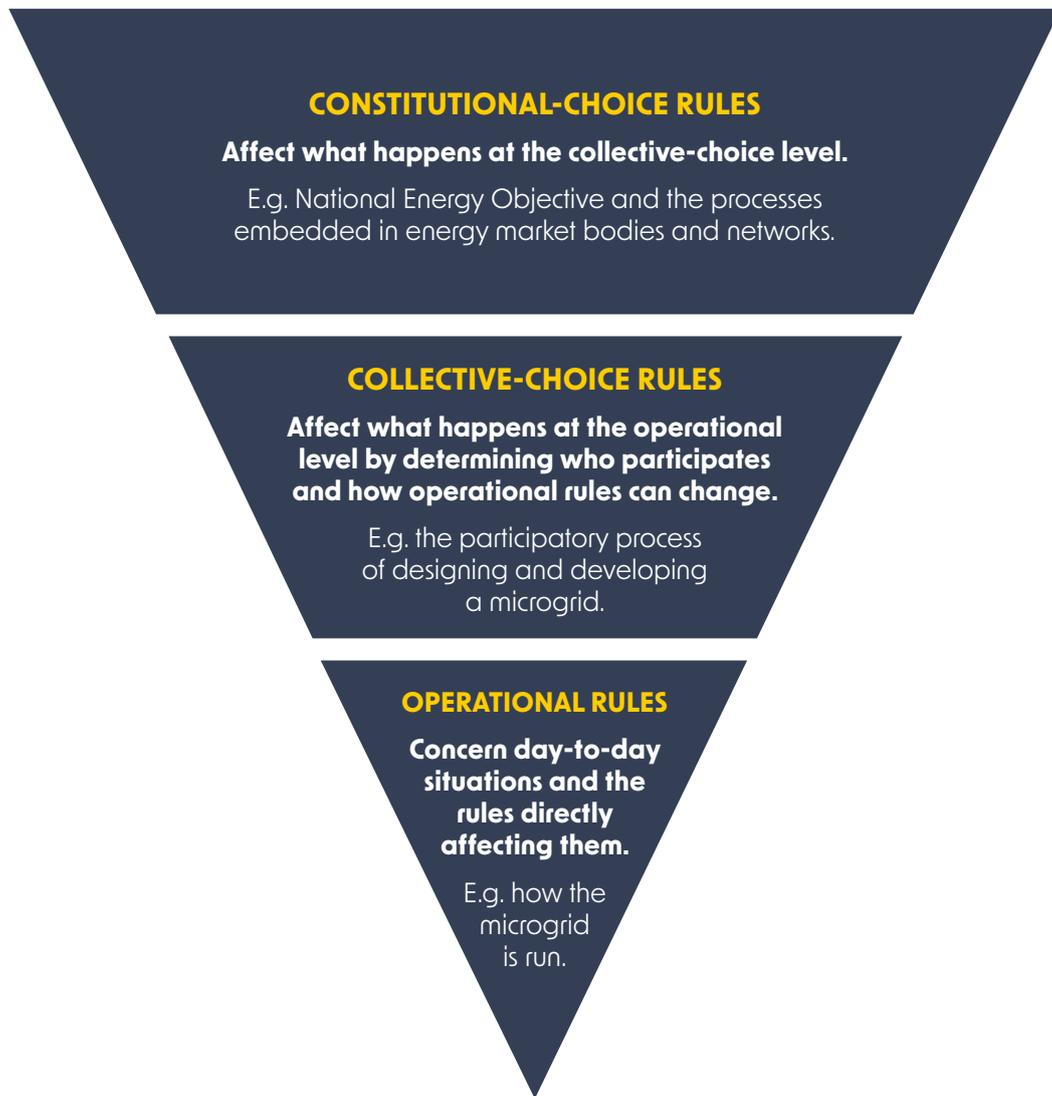 CONSTITUTIONAL-CHOICE RULES
Affect what happens at the collective-choice level.
E.g. National Energy Objective and the processes
embedded in energy market bodies and networks.
COLLECTIVE-CHOICE RULES
Affect what happens at the operational
level by determining who participates
and how operational rules can change.
E.g. the participatory process
of designing and developing
a microgrid.
OPERATIONAL RULES
Concern day-to-day
situations and the
rules directly
affecting them.
E.g. how the
microgrid
is run.